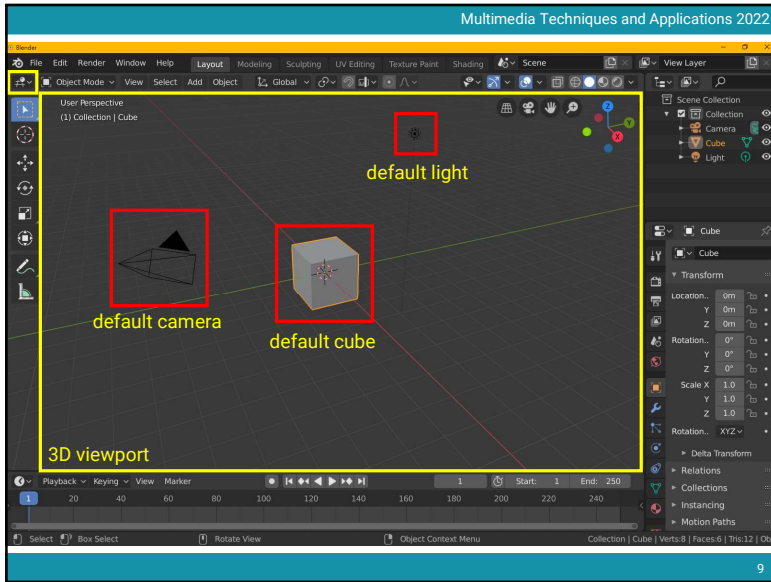 Multimedia Techniques and Applications 2022
Blender
File Edit Render Window Help Layout Modeling Sculpting UV Editing Texture Paint Shading Scene View Layer
Object Mode View Select Add Object Global
User Perspective
(1) Collection | Cube
Scene Collection
Collection
Camera
Cube
Light
X
Y
Z
default light
default camera
default cube
3D viewport
Cube
Cube
Transform
Location.. 0m
Y 0m
Z 0m
Rotation.. 0°
Y 0°
Z 0°
Scale X 1.0
Y 1.0
Z 1.0
Rotation.. XYZ
Delta Transform
Relations
Collections
Instancing
Motion Paths
Playback Keying View Marker 1 Start: 1 End: 250
1 20 40 60 80 100 120 140 160 180 200 220 240
Select Box Select Rotate View Object Context Menu Collection | Cube | Verts:8 | Faces:6 | Tris:12 | Ob
9